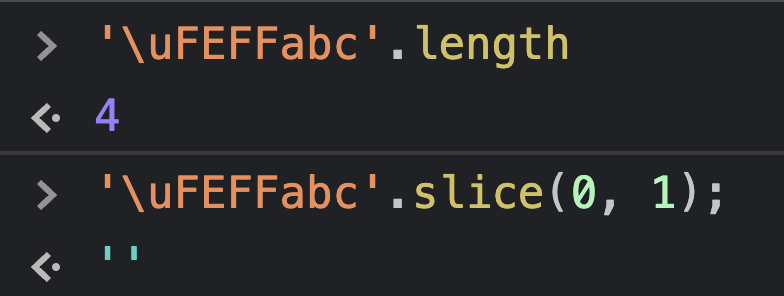 > '\uFEFFabc'.length
4
> '\uFEFFabc'.slice(0, 1);
''